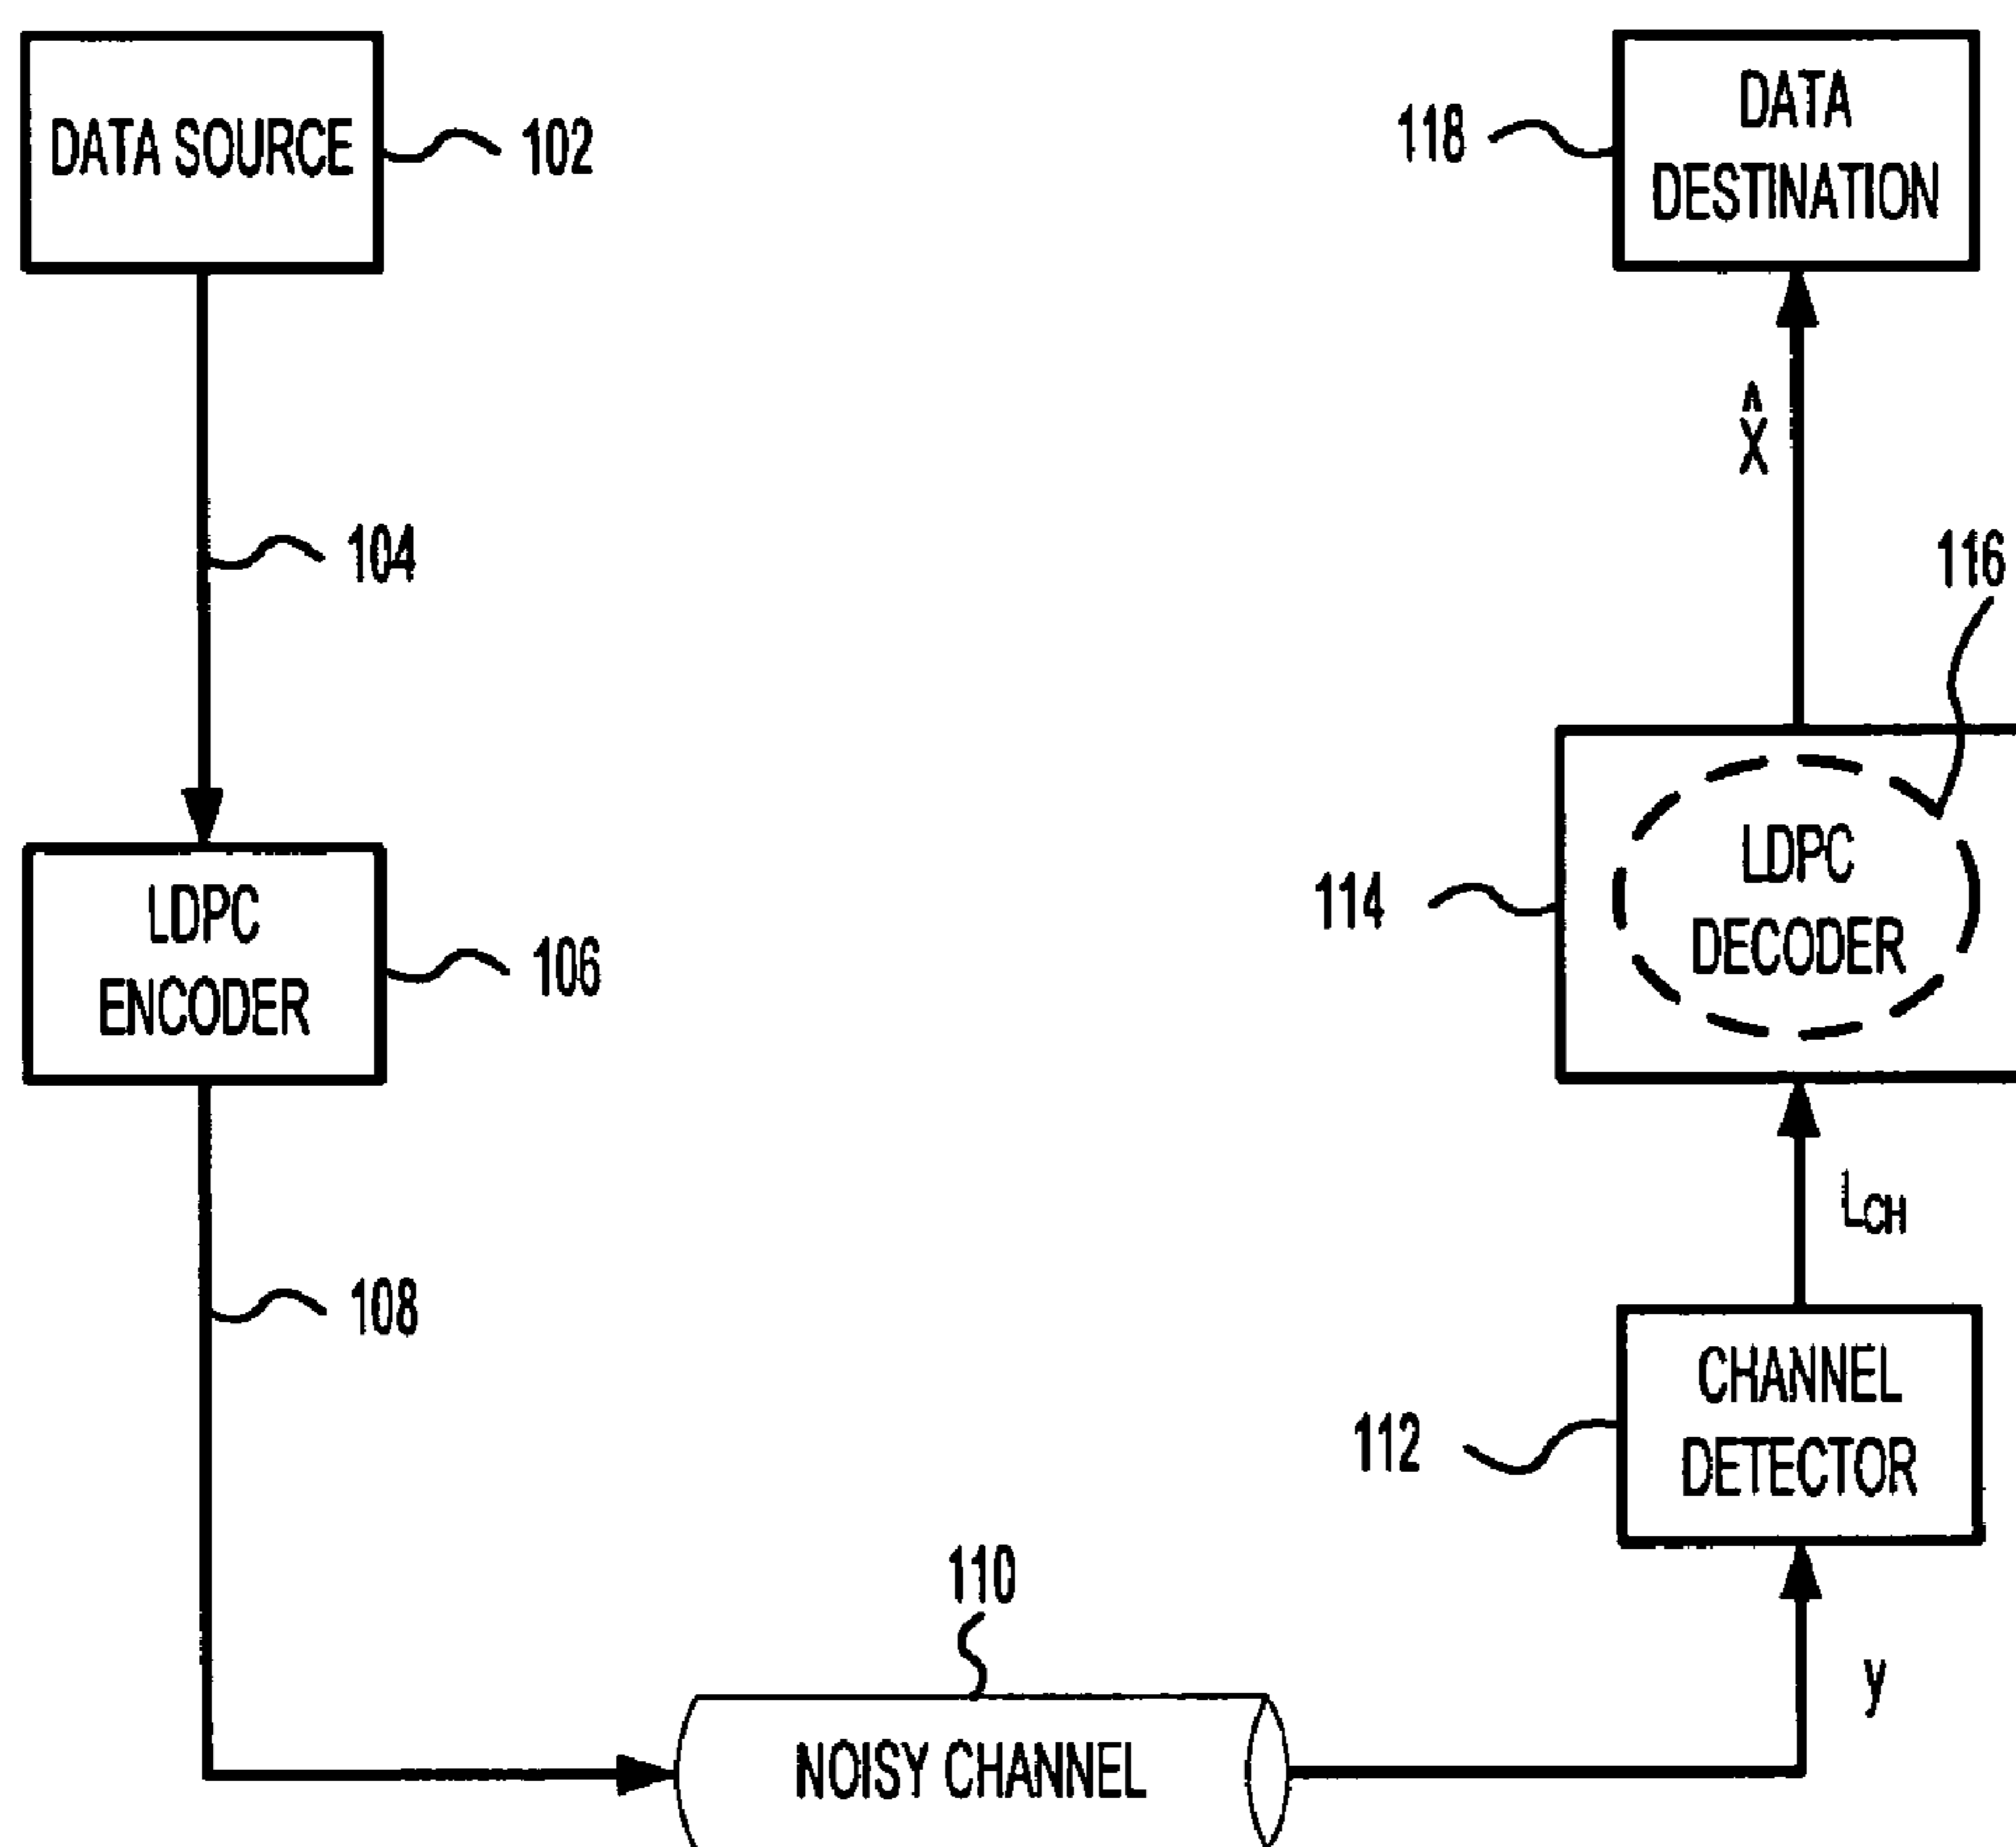 DATA SOURCE
102
104
LDPC
ENCODER
106
108
110
NOISY CHANNEL
y
112
CHANNEL
DETECTOR
LCH
114
LDPC
DECODER
116
X̂
118
DATA
DESTINATION